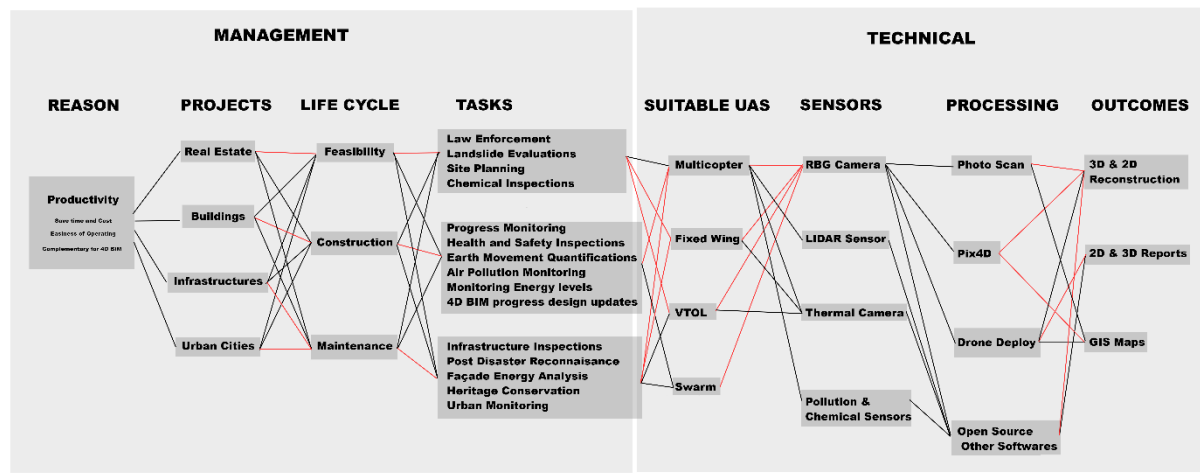 MANAGEMENT
TECHNICAL
REASON
PROJECTS
LIFE CYCLE
TASKS
SUITABLE UAS
SENSORS
PROCESSING
OUTCOMES
Productivity
Save time and Cost
Easiness of Operating
Complementary for 4D BIM
Real Estate
Buildings
Infrastructures
Urban Cities
Feasibility
Construction
Maintenance
Law Enforcement
Landslide Evaluations
Site Planning
Chemical Inspections
Progress Monitoring
Health and Safety Inspections
Earth Movement Quantifications
Air Pollution Monitoring
Monitoring Energy levels
4D BIM progress design updates
Infrastructure Inspections
Post Disaster Reconnaisance
Façade Energy Analysis
Heritage Conservation
Urban Monitoring
Multicopter
Fixed Wing
VTOL
Swarm
RBG Camera
LIDAR Sensor
Thermal Camera
Pollution &
Chemical Sensors
Photo Scan
Pix4D
Drone Deploy
Open Source
Other Softwares
3D & 2D
Reconstruction
2D & 3D Reports
GIS Maps